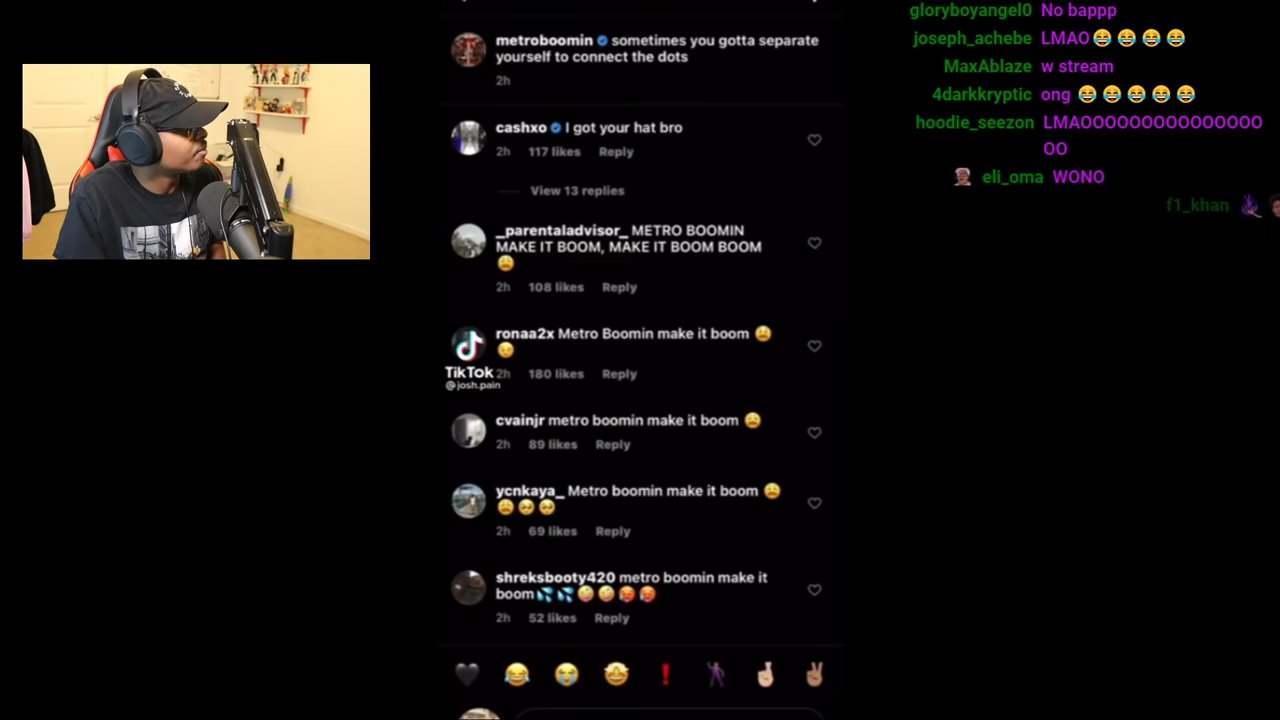 metroboomin sometimes you gotta separate
yourself to connect the dots
2h
cashxo I got your hat bro
2h 117 likes Reply
View 13 replies
_parentaladvisor_ METRO BOOMIN
MAKE IT BOOM, MAKE IT BOOM BOOM
😩
2h 108 likes Reply
ronaa2x Metro Boomin make it boom 😩
😏
TikTok
@josh.pain
2h 180 likes Reply
cvainjr metro boomin make it boom 😩
2h 89 likes Reply
ycnkaya_ Metro boomin make it boom 😩
😩🥺🥺
2h 69 likes Reply
shreksbooty420 metro boomin make it
boom💦💦🤪🤪🥵🥵
2h 52 likes Reply
gloryboyangel0 No bappp
joseph_achebe LMAO😂😂😂😂
MaxAblaze w stream
4darkkryptic ong 😂😂😂😂😂
hoodie_seezon LMAOOOOOOOOOOOOOOO
OO
eli_oma WONO
f1_khan